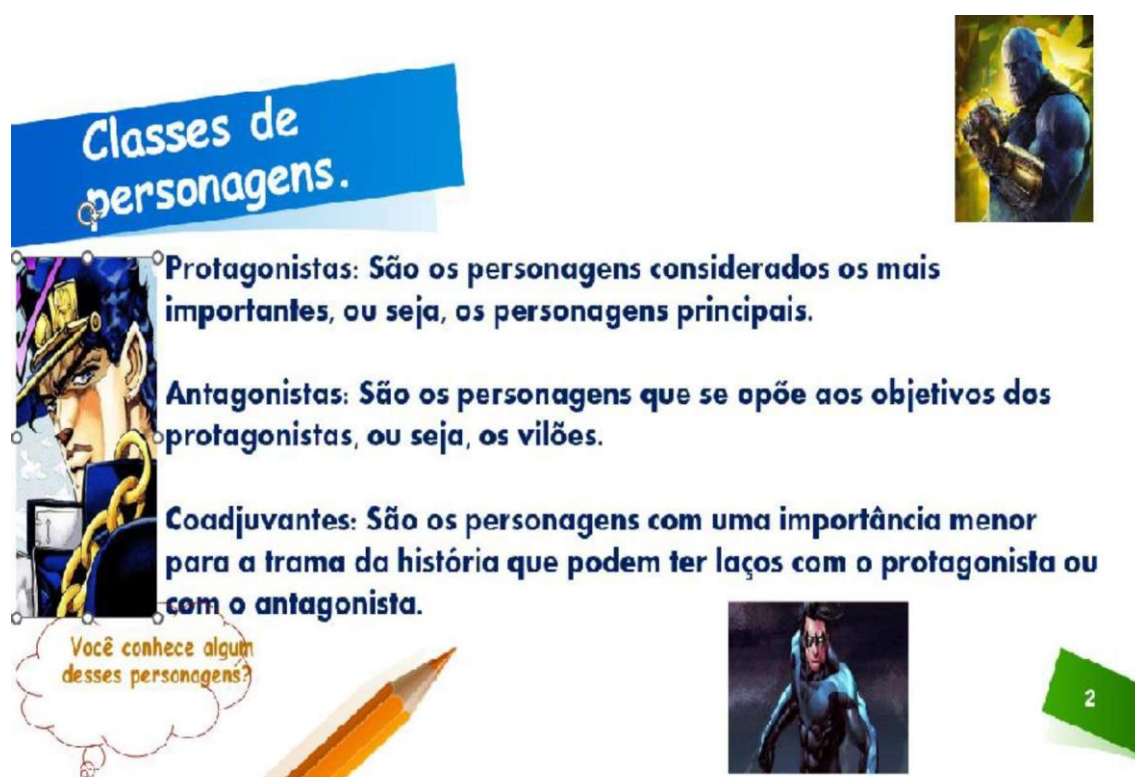 Classes de
personagens.
Protagonistas: São os personagens considerados os mais
importantes, ou seja, os personagens principais.
Antagonistas: São os personagens que se opõe aos objetivos dos
protagonistas, ou seja, os vilões.
Coadjuvantes: São os personagens com uma importância menor
para a trama da história que podem ter laços com o protagonista ou
com o antagonista.
Você conhece algum
desses personagens?
2